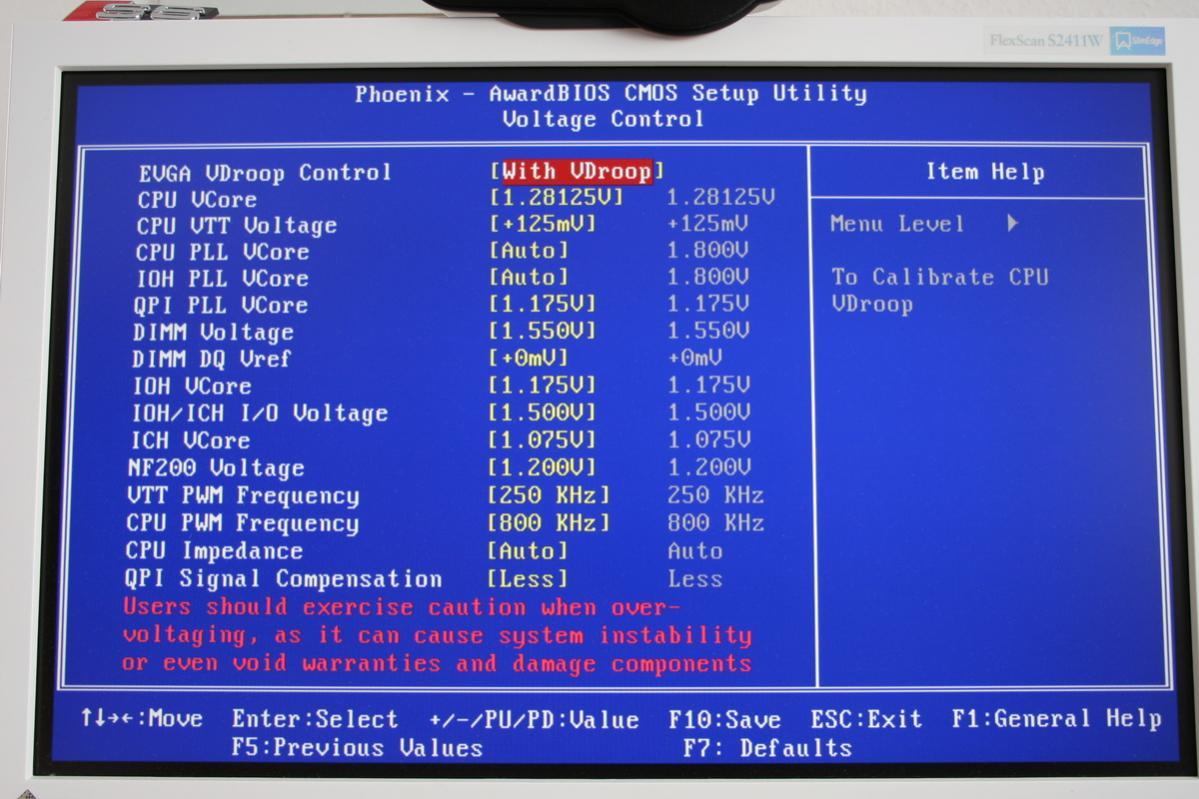 FlexScan S2411W SlimEdge
Phoenix - AwardBIOS CMOS Setup Utility
Voltage Control
EVGA VDroop Control [With VDroop]
CPU VCore [1.28125V] 1.28125V
CPU VTT Voltage [+125mV] +125mV
CPU PLL VCore [Auto] 1.800V
IOH PLL VCore [Auto] 1.800V
QPI PLL VCore [1.175V] 1.175V
DIMM Voltage [1.550V] 1.550V
DIMM DQ Vref [+0mV] +0mV
IOH VCore [1.175V] 1.175V
IOH/ICH I/O Voltage [1.500V] 1.500V
ICH VCore [1.075V] 1.075V
NF200 Voltage [1.200V] 1.200V
VTT PWM Frequency [250 KHz] 250 KHz
CPU PWM Frequency [800 KHz] 800 KHz
CPU Impedance [Auto] Auto
QPI Signal Compensation [Less] Less
Users should exercise caution when over-
voltaging, as it can cause system instability
or even void warranties and damage components
Item Help
Menu Level ▶
To Calibrate CPU
VDroop
↑↓→←:Move Enter:Select +/-/PU/PD:Value F10:Save ESC:Exit F1:General Help
F5:Previous Values F7: Defaults